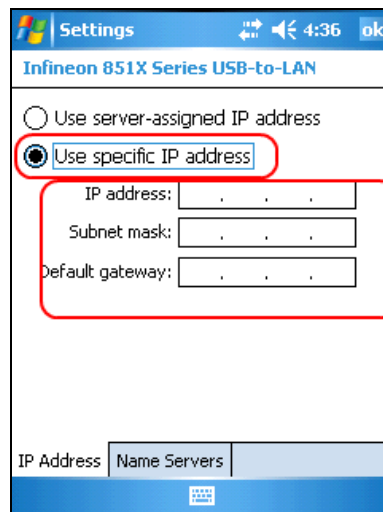 Settings 4:36 ok
Infineon 851X Series USB-to-LAN
Use server-assigned IP address
Use specific IP address
IP address: . . .
Subnet mask: . . .
Default gateway: . . .
IP Address Name Servers